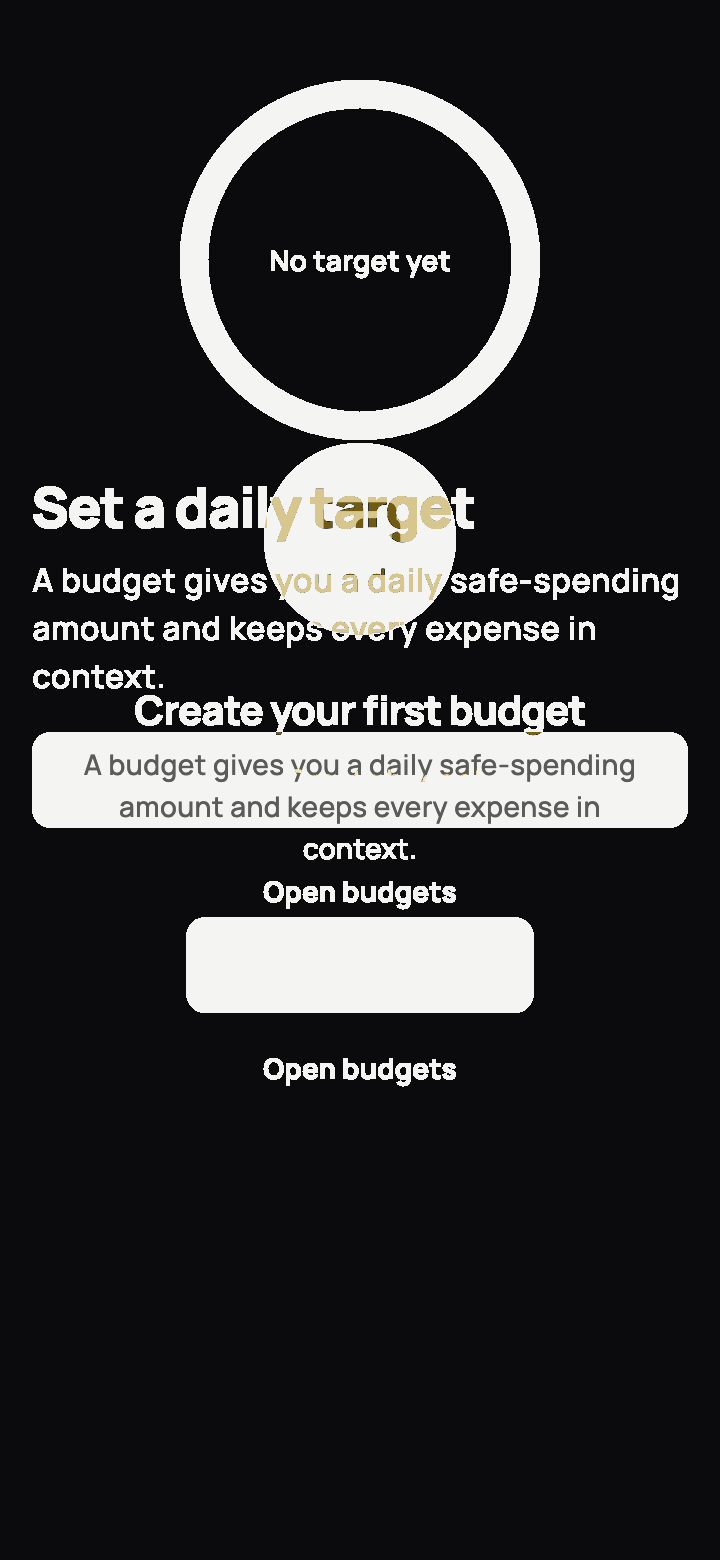 No target yet
Set a daily target
A budget gives you a daily safe-spending
amount and keeps every expense in
context.
Create your first budget
A budget gives you a daily safe-spending
amount and keeps every expense in
context.
Open budgets
Open budgets